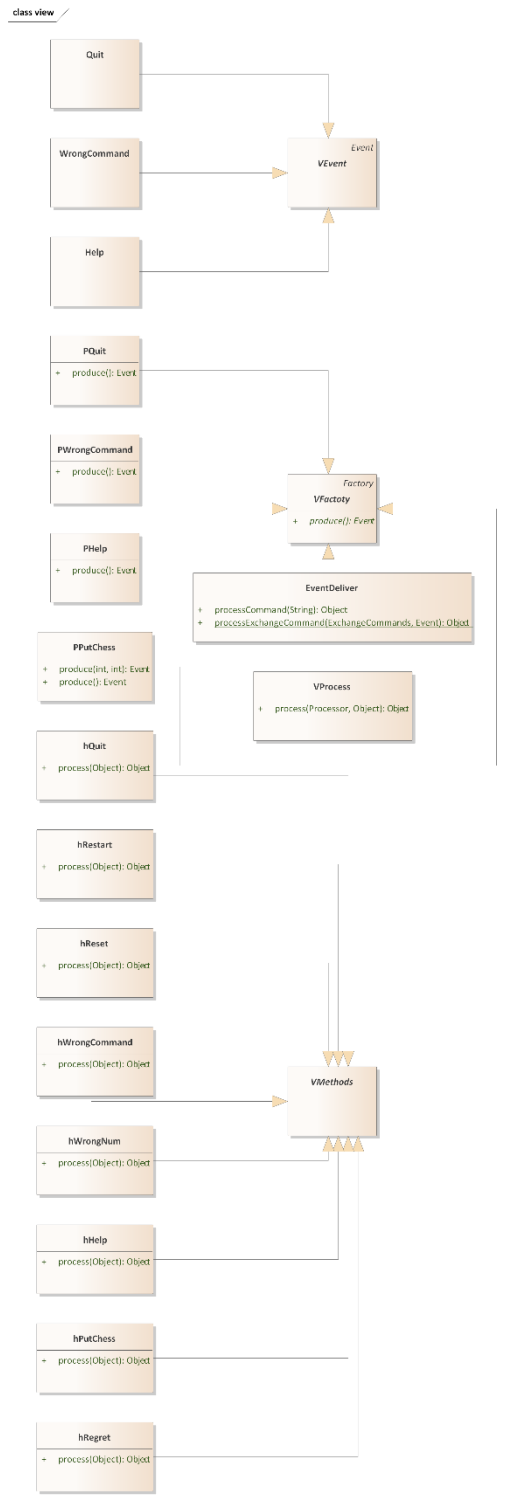 class view
Quit
WrongCommand
Event
VEvent
Help
PQuit
+ produce(): Event
PWrongCommand
+ produce(): Event
Factory
VFactoty
+ produce(): Event
PHelp
+ produce(): Event
EventDeliver
+ processCommand(String): Object
+ processExchangeCommand(ExchangeCommands, Event): Object
PPutChess
+ produce(int, int): Event
+ produce(): Event
VProcess
+ process(Processor, Object): Object
hQuit
+ process(Object): Object
hRestart
+ process(Object): Object
hReset
+ process(Object): Object
hWrongCommand
+ process(Object): Object
VMethods
hWrongNum
+ process(Object): Object
hHelp
+ process(Object): Object
hPutChess
+ process(Object): Object
hRegret
+ process(Object): Object